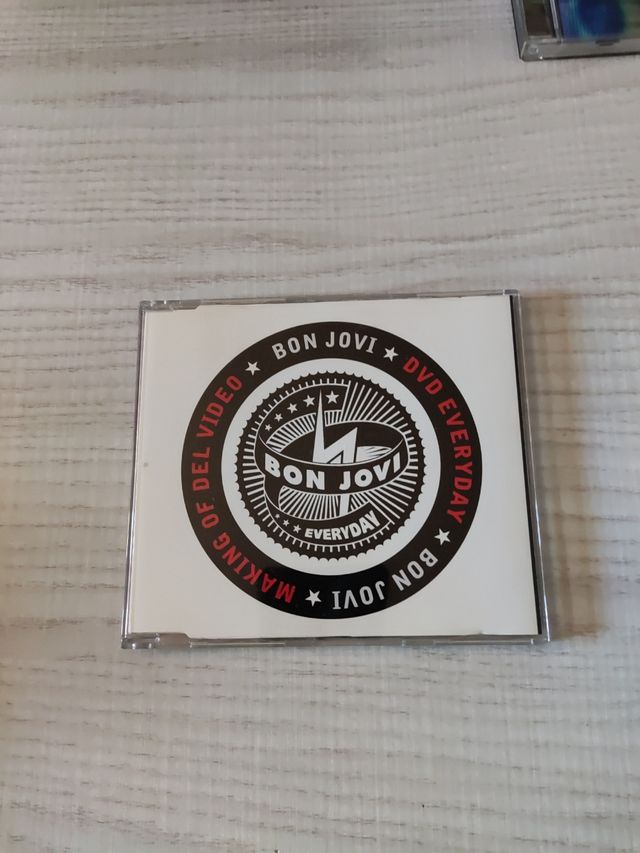 BON JOVI ★ DVD EVERYDAY ★ BON JOVI ★ MAKING OF DEL VIDEO ★
BON JOVI
EVERYDAY